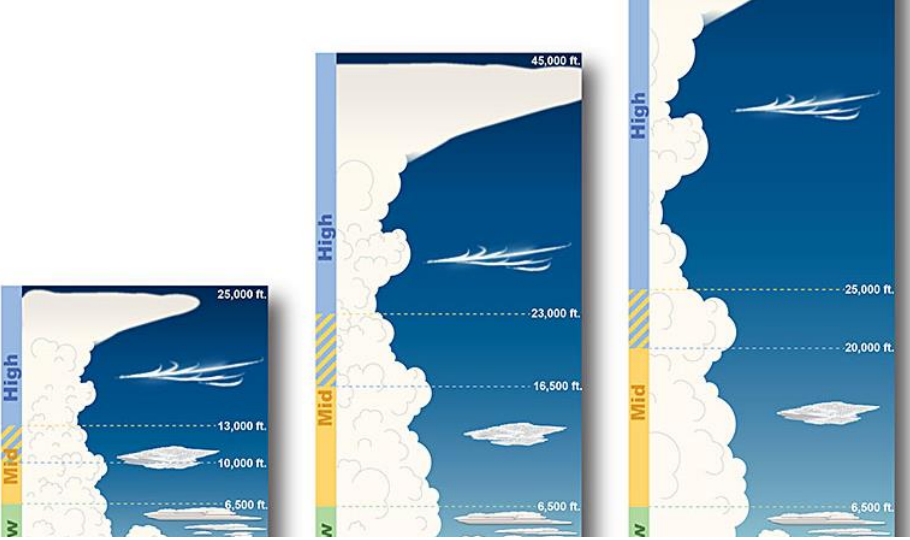 25,000 ft.
High
13,000 ft.
Mid
10,000 ft.
6,500 ft.
w
45,000 ft.
High
23,000 ft.
16,500 ft.
Mid
6,500 ft.
w
High
25,000 ft.
20,000 ft.
Mid
6,500 ft.
w